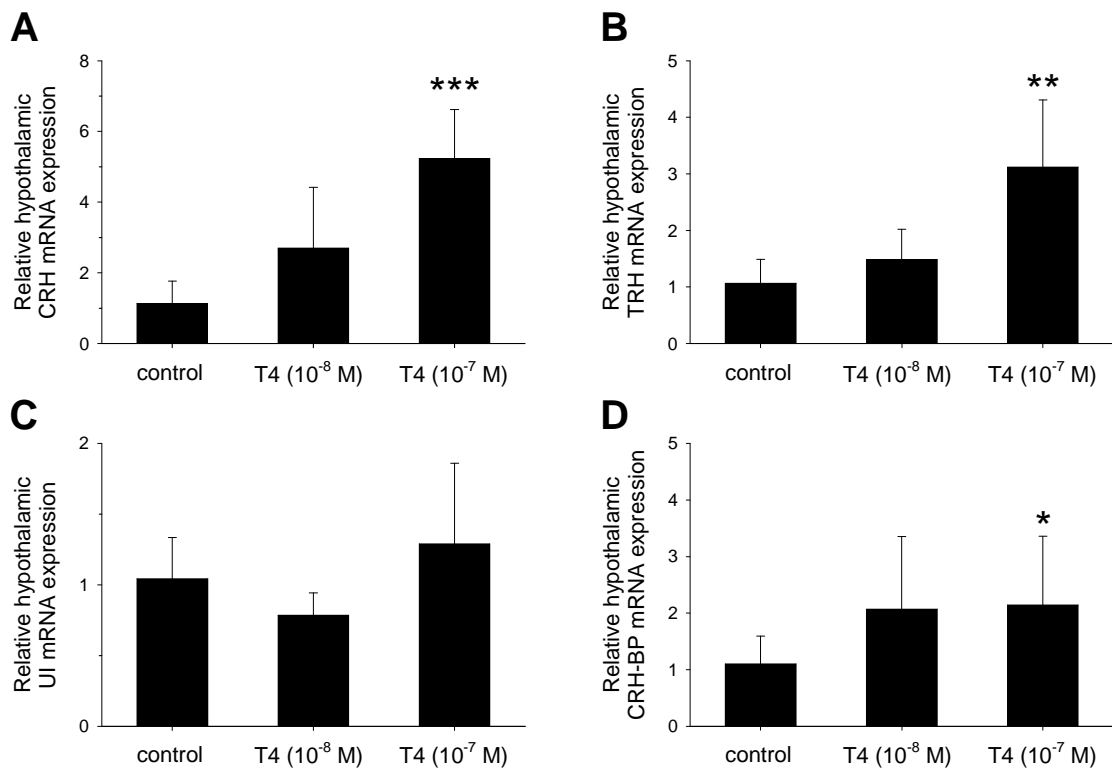 A
Relative hypothalamic
CRH mRNA expression
8
6
4
2
0
***
control
T4 (10⁻⁸ M)
T4 (10⁻⁷ M)
B
Relative hypothalamic
TRH mRNA expression
5
4
3
2
1
0
**
control
T4 (10⁻⁸ M)
T4 (10⁻⁷ M)
C
Relative hypothalamic
UI mRNA expression
2
1
0
control
T4 (10⁻⁸ M)
T4 (10⁻⁷ M)
D
Relative hypothalamic
CRH-BP mRNA expression
5
4
3
2
1
0
*
control
T4 (10⁻⁸ M)
T4 (10⁻⁷ M)